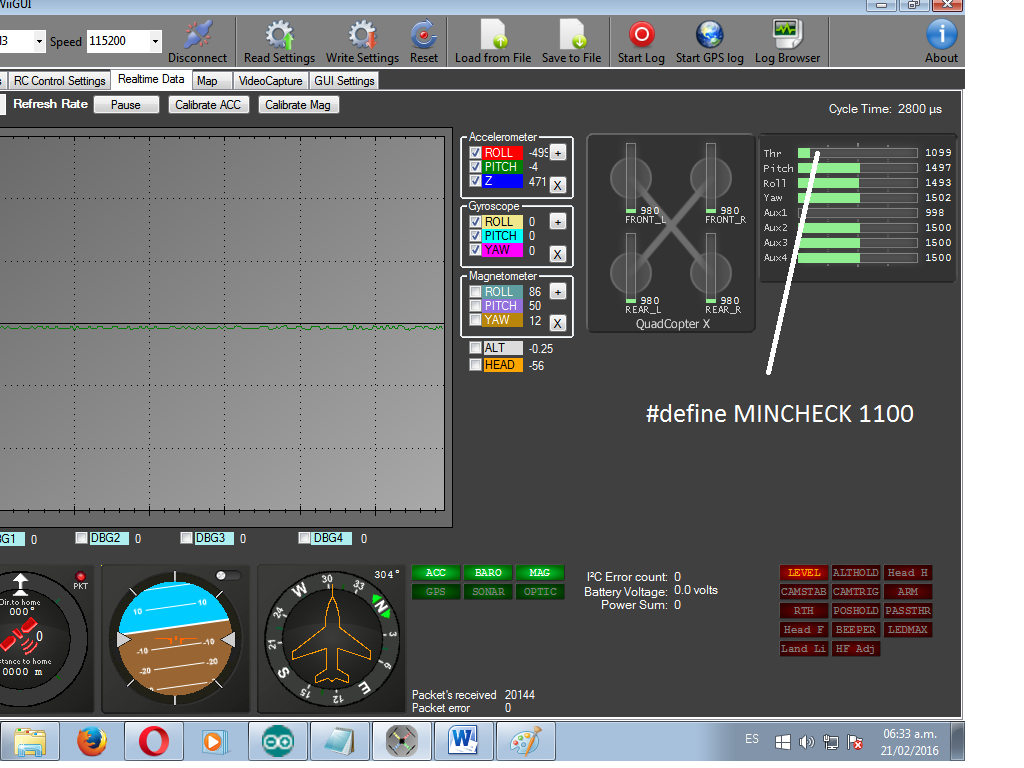 WiiGUI
Speed 115200
Disconnect Read Settings Write Settings Reset Load from File Save to File Start Log Start GPS log Log Browser About
RC Control Settings Realtime Data Map VideoCapture GUI Settings
Refresh Rate Pause Calibrate ACC Calibrate Mag
Cycle Time: 2800 µs
Accelerometer
ROLL -499 +
PITCH -4
Z 471 X
Gyroscope
ROLL 0 +
PITCH 0
YAW 0 X
Magnetometer
ROLL 86 +
PITCH 50
YAW 12 X
ALT -0.25
HEAD -56
980 980
FRONT_L FRONT_R
980 980
REAR_L REAR_R
QuadCopter X
Thr 1099
Pitch 1497
Roll 1493
Yaw 1502
Aux1 998
Aux2 1500
Aux3 1500
Aux4 1500
#define MINCHECK 1100
0 DBG2 0 DBG3 0 DBG4 0
PKT
Dir.to home
000°
0
0000 m
10 10
-10 -10
-20 -20
304°
N 3 6 E 12 15 S 21 24 W 30 33
ACC BARO MAG
GPS SONAR OPTIC
I²C Error count: 0
Battery Voltage: 0.0 volts
Power Sum: 0
Packet's received 20144
Packet error 0
LEVEL ALTHOLD Head H
CAMSTAB CAMTRIG ARM
RTH POSHOLD PASSTHR
Head F BEEPER LEDMAX
Land Li HF Adj
ES
06:33 a.m.
21/02/2016